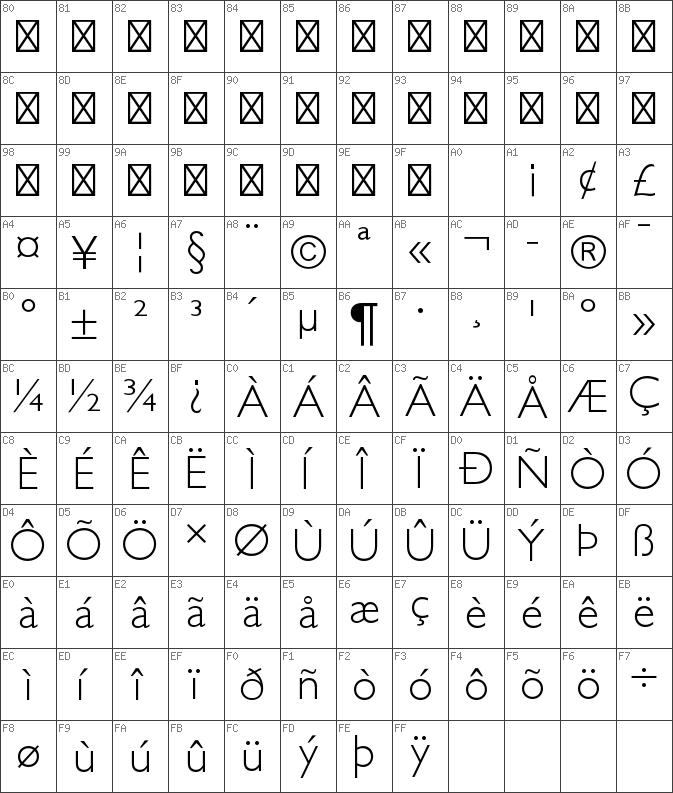 80 81 82 83 84 85 86 87 88 89 8A 8B
8C 8D 8E 8F 90 91 92 93 94 95 96 97
98 99 9A 9B 9C 9D 9E 9F A0 A1 A2 A3
¡ ¢ £
A4 A5 A6 A7 A8 A9 AA AB AC AD AE AF
¤ ¥ ¦ § ¨ © ª « ¬ - ® ¯
B0 B1 B2 B3 B4 B5 B6 B7 B8 B9 BA BB
° ± ² ³ ´ µ ¶ · ¸ ¹ º »
BC BD BE BF C0 C1 C2 C3 C4 C5 C6 C7
¼ ½ ¾ ¿ À Á Â Ã Ä Å Æ Ç
C8 C9 CA CB CC CD CE CF D0 D1 D2 D3
È É Ê Ë Ì Í Î Ï Ð Ñ Ò Ó
D4 D5 D6 D7 D8 D9 DA DB DC DD DE DF
Ô Õ Ö × Ø Ù Ú Û Ü Ý Þ ß
E0 E1 E2 E3 E4 E5 E6 E7 E8 E9 EA EB
à á â ã ä å æ ç è é ê ë
EC ED EE EF F0 F1 F2 F3 F4 F5 F6 F7
ì í î ï ð ñ ò ó ô õ ö ÷
F8 F9 FA FB FC FD FE FF
ø ù ú û ü ý þ ÿ